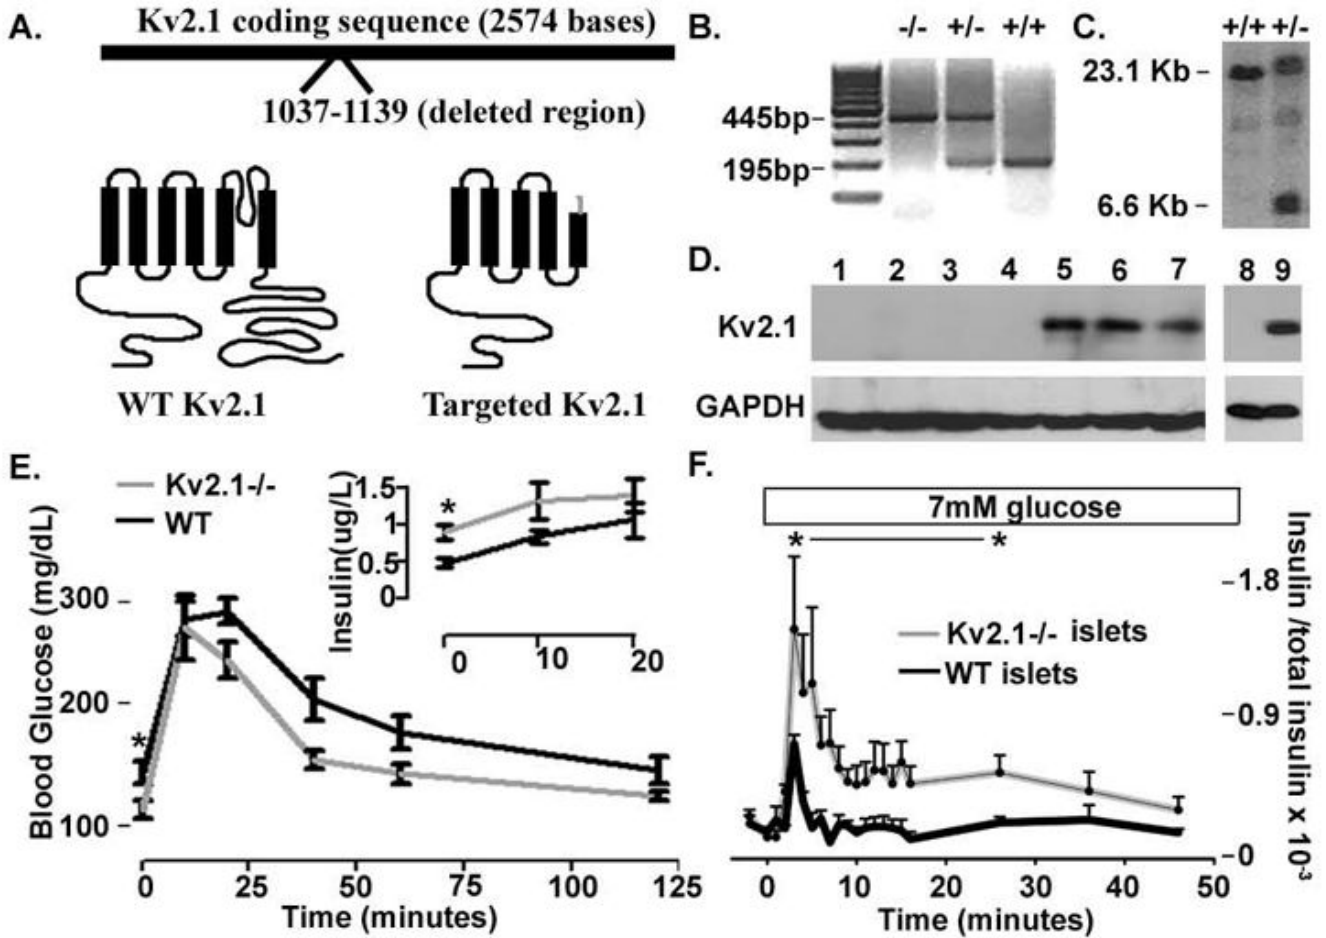 A.
Kv2.1 coding sequence (2574 bases)
1037-1139 (deleted region)
WT Kv2.1
Targeted Kv2.1
B.
-/- +/- +/+
445bp–
195bp–
C.
+/+ +/-
23.1 Kb –
6.6 Kb –
D.
1 2 3 4 5 6 7 8 9
Kv2.1
GAPDH
E.
Kv2.1-/-
WT
Blood Glucose (mg/dL)
300
200
100
*
0 25 50 75 100 125
Time (minutes)
Insulin(ug/L)
1.5
1
0.5
0
*
0 10 20
F.
7mM glucose
* *
Kv2.1-/- islets
WT islets
1.8
0.9
0
Insulin /total insulin x 10-3
0 10 20 30 40 50
Time (minutes)